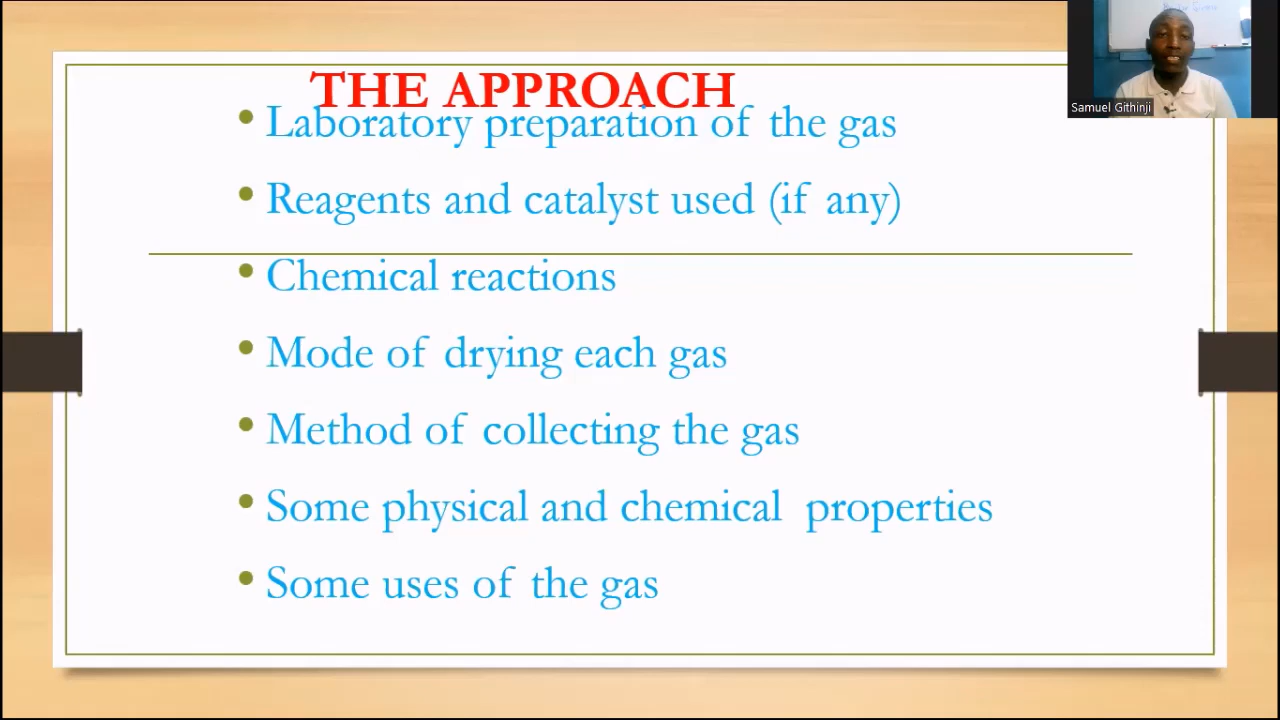 THE APPROACH
• Laboratory preparation of the gas
• Reagents and catalyst used (if any)
• Chemical reactions
• Mode of drying each gas
• Method of collecting the gas
• Some physical and chemical properties
• Some uses of the gas
Samuel Githinji